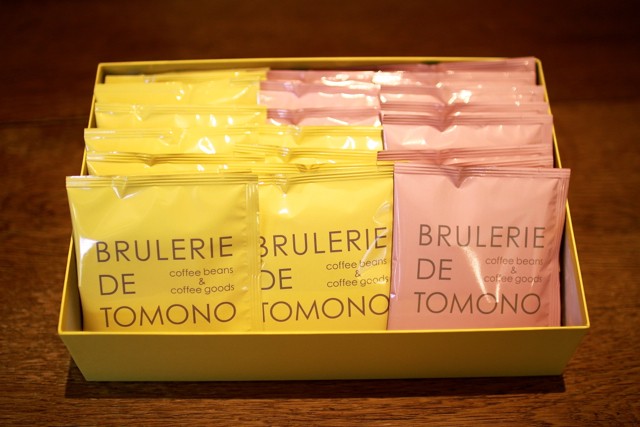 BRULERIE
DE
coffee beans
&
coffee goods
TOMONO
BRULERIE
DE
coffee beans
&
coffee goods
TOMONO
BRULERIE
DE
coffee beans
&
coffee goods
TOMONO